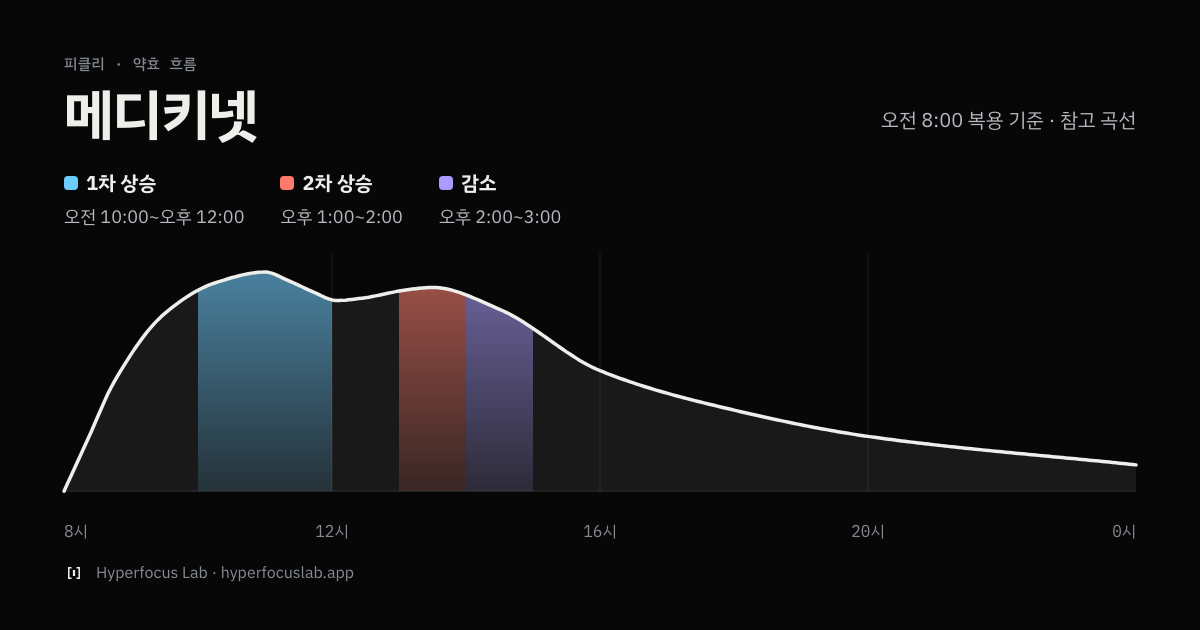 피클리 · 약효 흐름
메디키넷
오전 8:00 복용 기준 · 참고 곡선
1차 상승
오전 10:00~오후 12:00
2차 상승
오후 1:00~2:00
감소
오후 2:00~3:00
8시
12시
16시
20시
0시
Hyperfocus Lab · hyperfocuslab.app